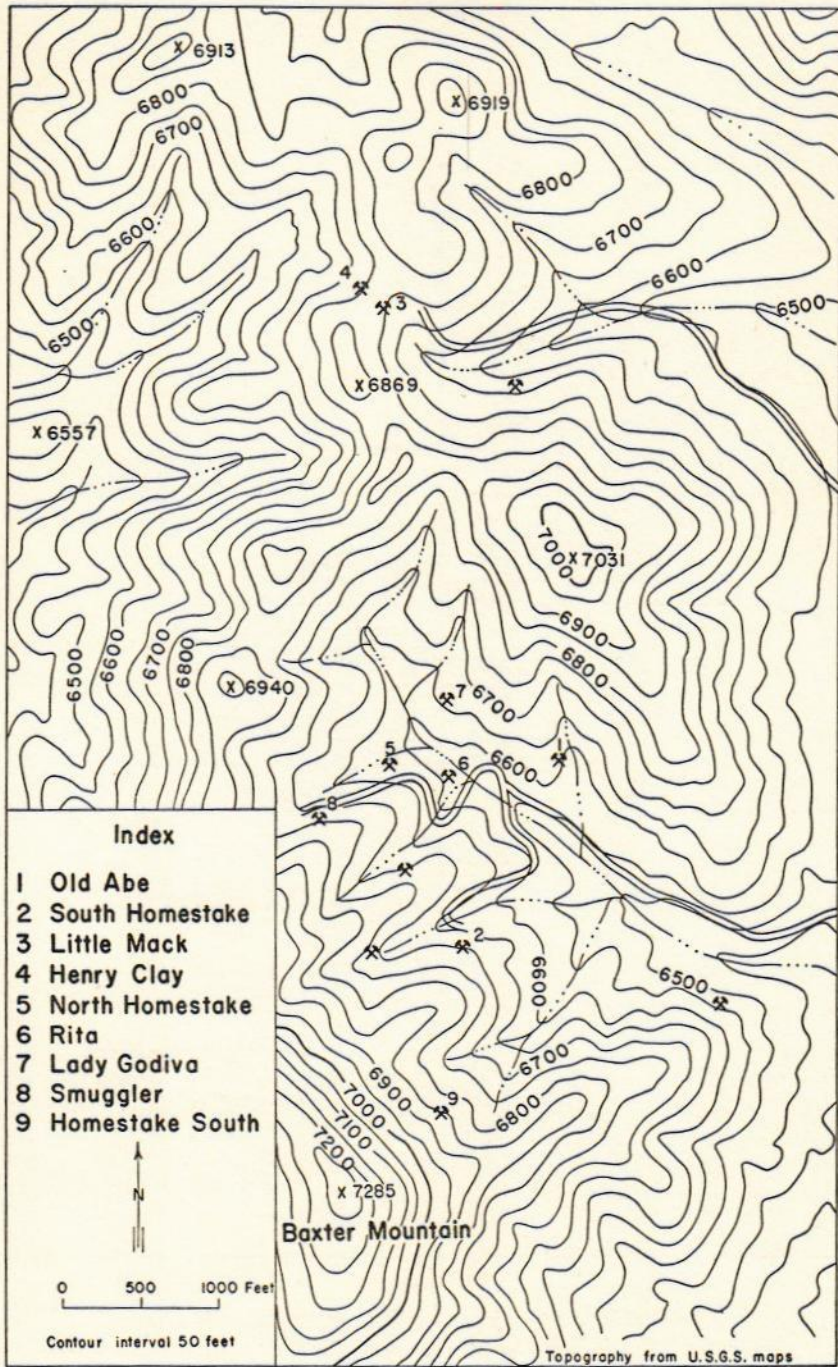 6913
6919
6800
6700
6800
6700
6600
6600
4
3
6500
6500
6869
6557
7000
7031
6900
6800
6500
6600
6700
6800
6940
7
6700
5
6
6600
1
8
Index
1 Old Abe
2 South Homestake
3 Little Mack
4 Henry Clay
5 North Homestake
6 Rita
7 Lady Godiva
8 Smuggler
9 Homestake South
N
0 500 1000 Feet
Contour interval 50 feet
2
6600
6500
6700
6900
9
6800
7000
7100
7200
7285
Baxter Mountain
Topography from U.S.G.S. maps